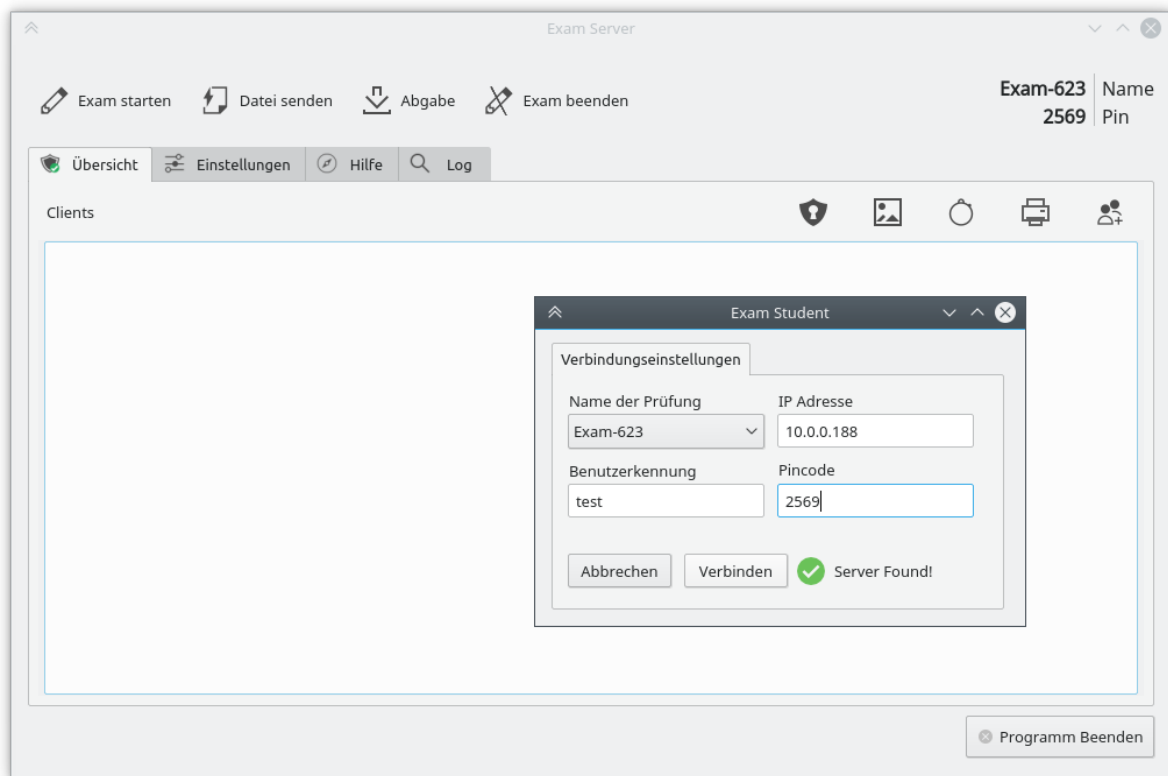 Exam Server
Exam starten Datei senden Abgabe Exam beenden
Exam-623 Name
2569 Pin
Übersicht Einstellungen Hilfe Log
Clients
Exam Student
Verbindungseinstellungen
Name der Prüfung IP Adresse
Exam-623 10.0.0.188
Benutzerkennung Pincode
test 2569
Abbrechen Verbinden Server Found!
Programm Beenden